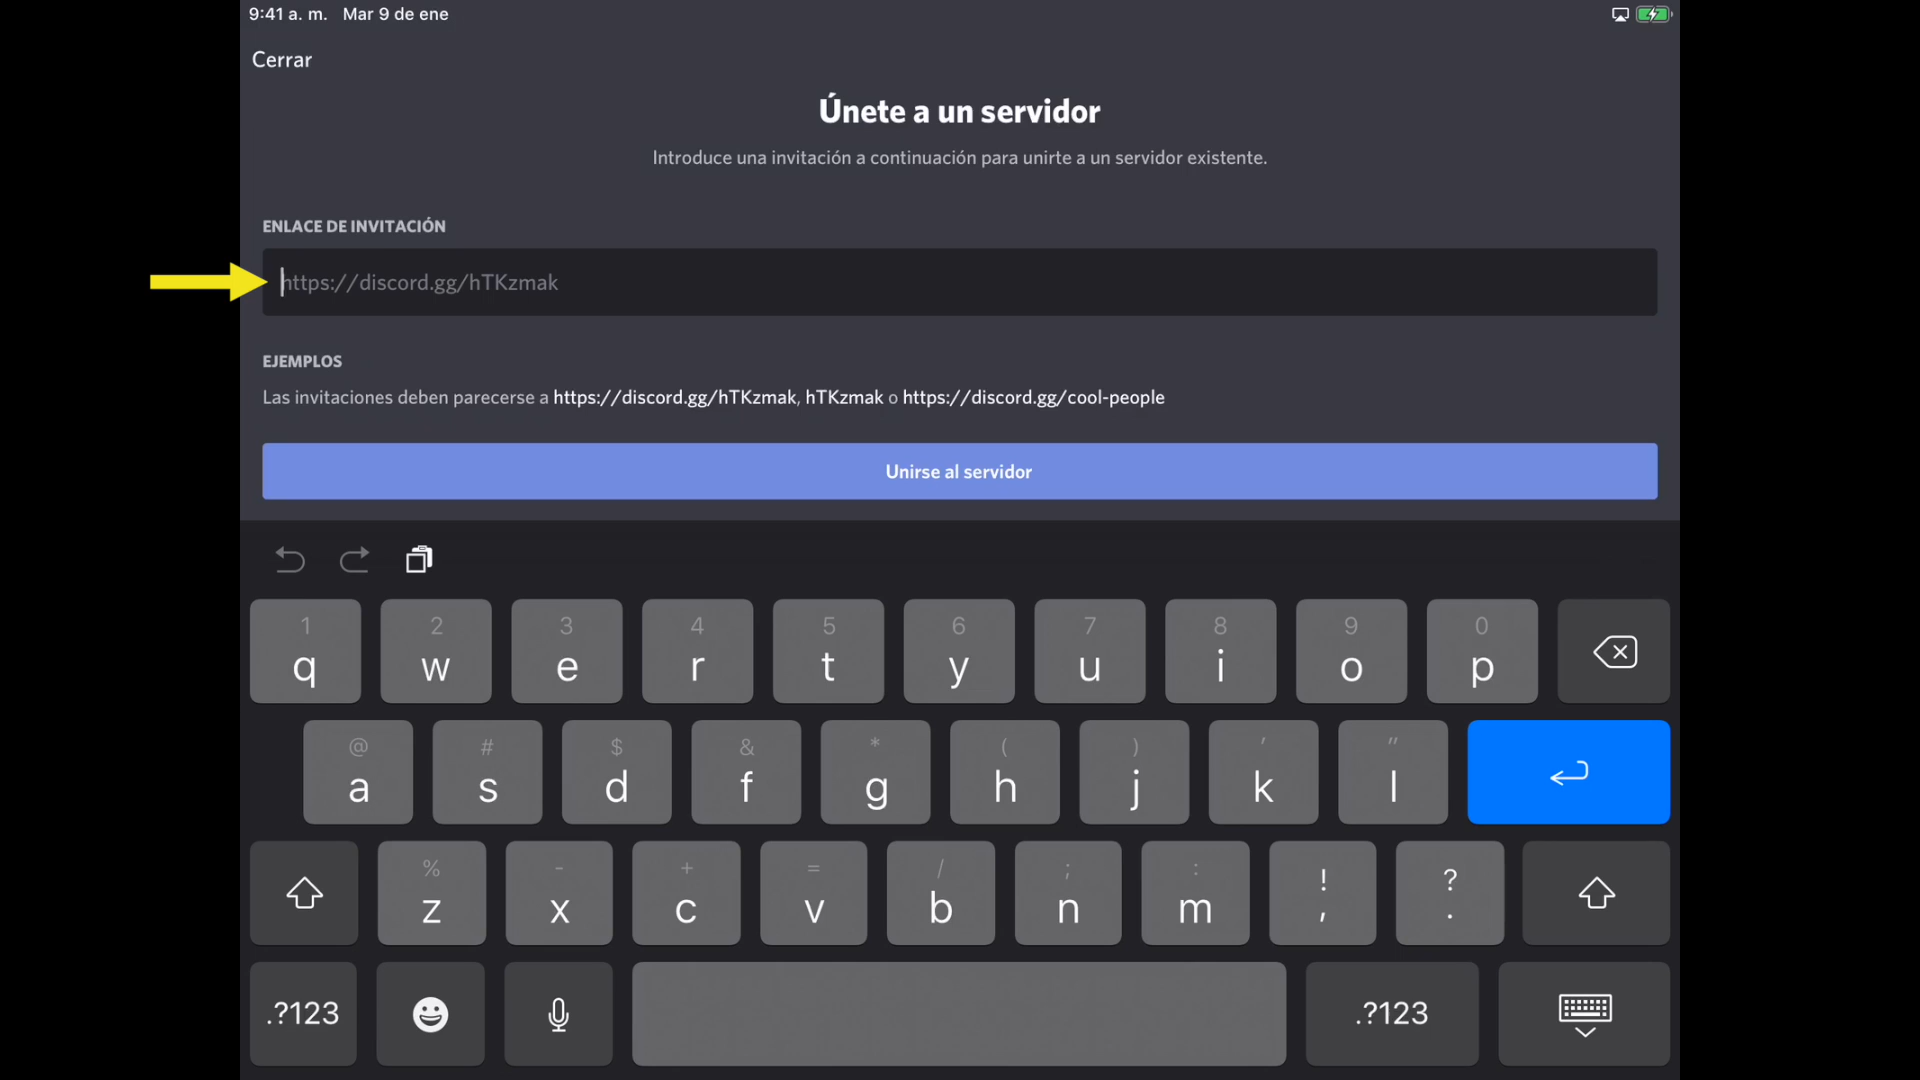 9:41 a. m. Mar 9 de ene
Cerrar
Únete a un servidor
Introduce una invitación a continuación para unirte a un servidor existente.
ENLACE DE INVITACIÓN
https://discord.gg/hTKzmak
EJEMPLOS
Las invitaciones deben parecerse a https://discord.gg/hTKzmak, hTKzmak o https://discord.gg/cool-people
Unirse al servidor
1 2 3 4 5 6 7 8 9 0
q w e r t y u i o p
@ # $ & * ( ) ' "
a s d f g h j k l
% - + = / ; : ! ?
z x c v b n m , .
.?123 .?123